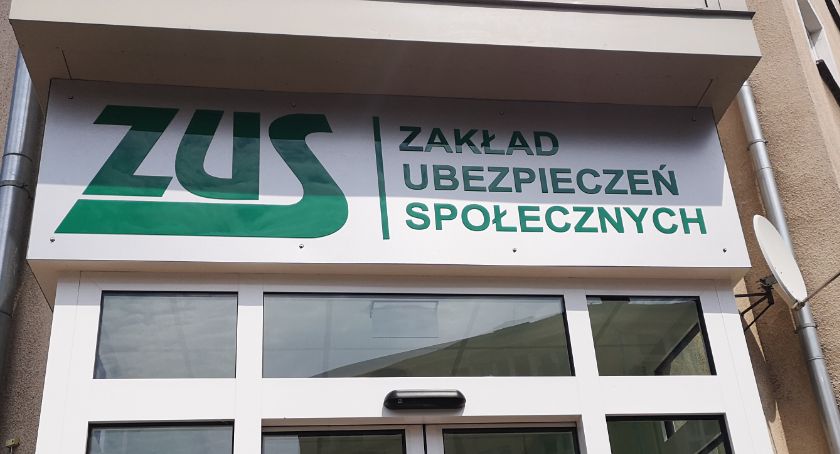 ZUS
ZAKŁAD
UBEZPIECZEŃ
SPOŁECZNYCH